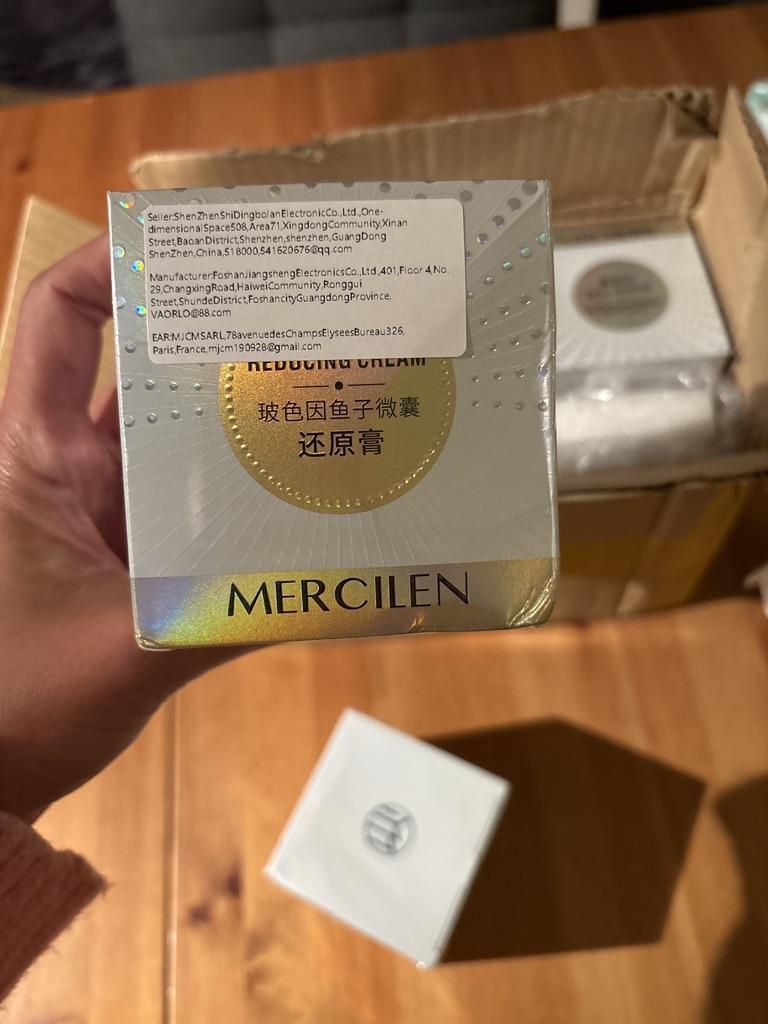 Seller:ShenZhenShiDingbolanElectronicCo.,Ltd.,One-
dimensionalSpace508,Area71,XingdongCommunity,Xinan
Street,BaoanDistrict,Shenzhen,shenzhen,GuangDong
ShenZhen,China,518000,541620676@qq.com
Manufacturer:FoshanJiangshengElectronicsCo.,Ltd,401,Floor 4,No.
29,ChangxingRoad,HaiweiCommunity,Ronggui
Street,ShundeDistrict,FoshancityGuangdongProvince,
VAORLO@88.com
EAR:MJCMSARL,78avenuedesChampsElyseesBureau326,
Paris,France,mjcm190928@gmail.com
REDUCING CREAM
玻色因鱼子微囊
还原膏
MERCILEN